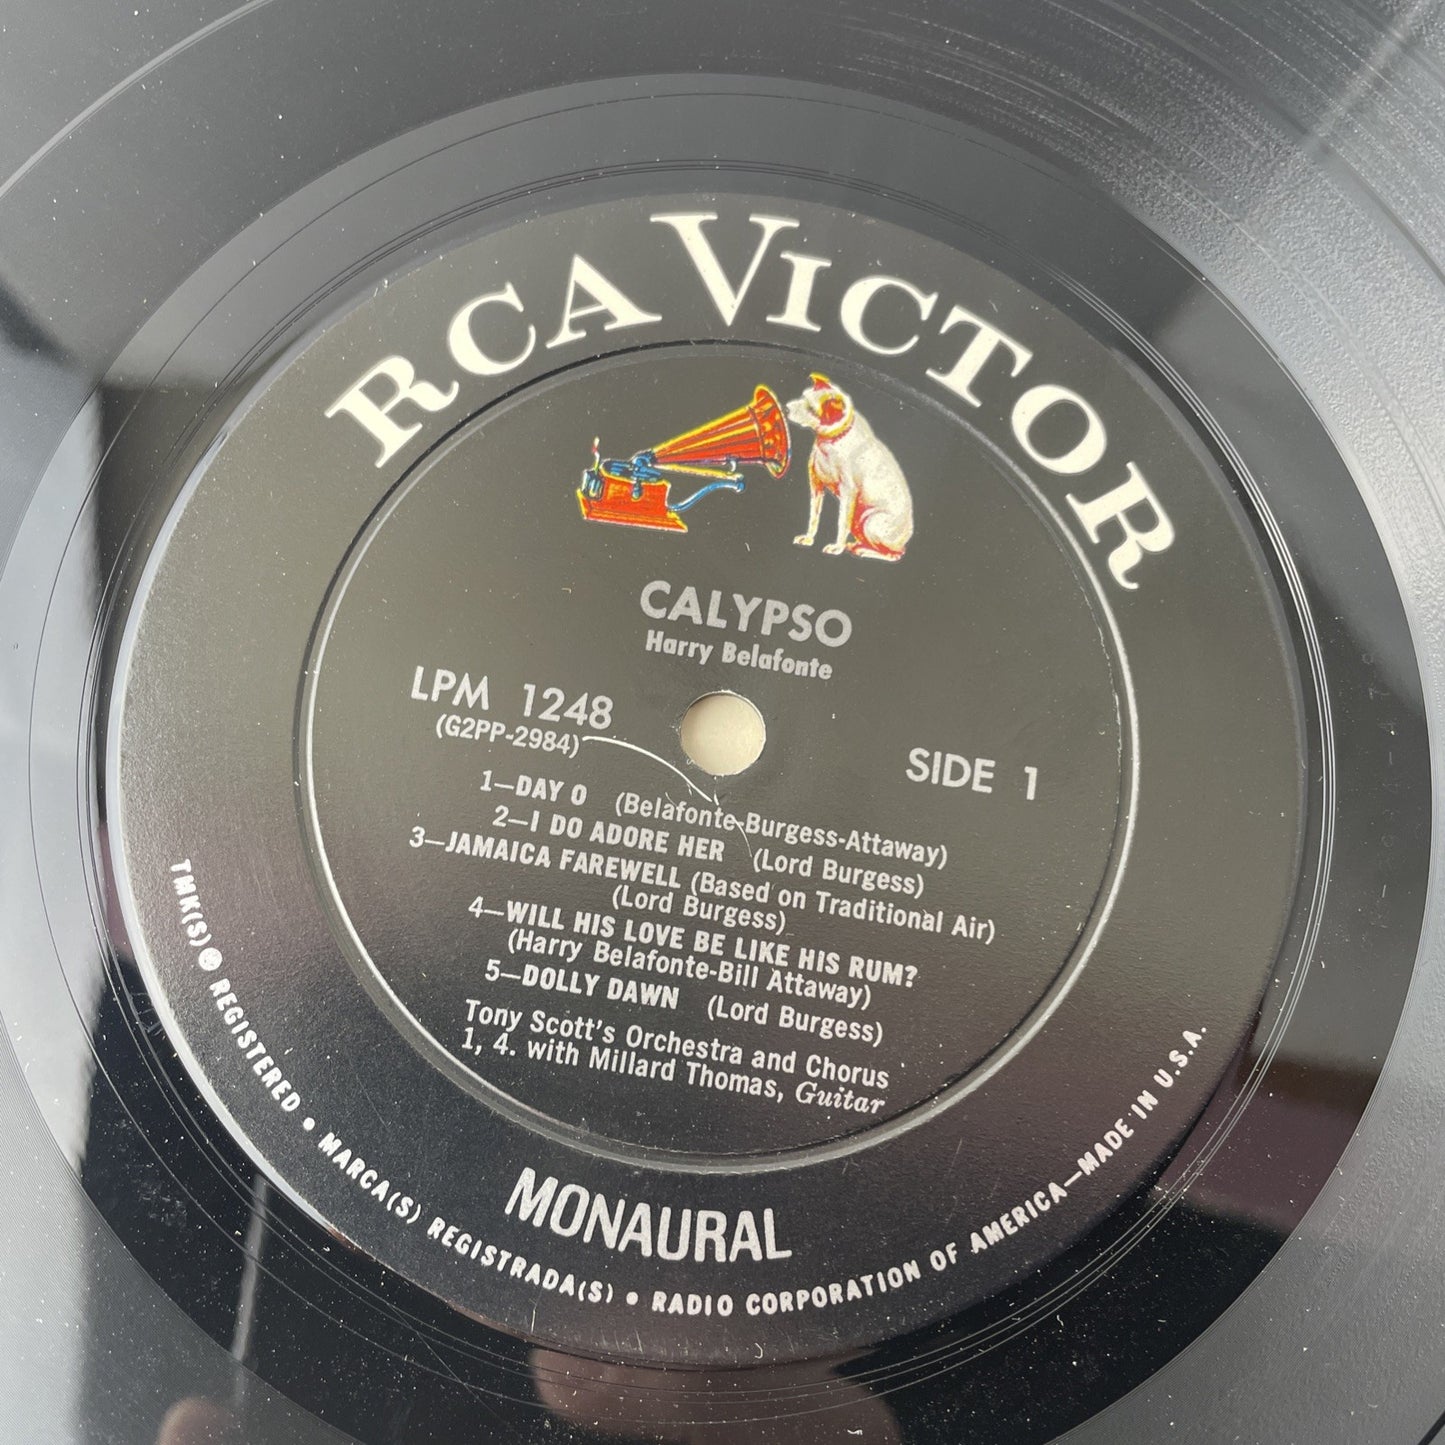 RCA VICTOR
CALYPSO
Harry Belafonte
LPM 1248
(G2PP-2984)
SIDE 1
1—DAY O (Belafonte-Burgess-Attaway)
2—I DO ADORE HER (Lord Burgess)
3—JAMAICA FAREWELL (Based on Traditional Air)
(Lord Burgess)
4—WILL HIS LOVE BE LIKE HIS RUM?
(Harry Belafonte-Bill Attaway)
5—DOLLY DAWN (Lord Burgess)
Tony Scott's Orchestra and Chorus
1, 4. with Millard Thomas, Guitar
MONAURAL
TMK(S) ® REGISTERED • MARCA(S) REGISTRADA(S) • RADIO CORPORATION OF AMERICA—MADE IN U.S.A.